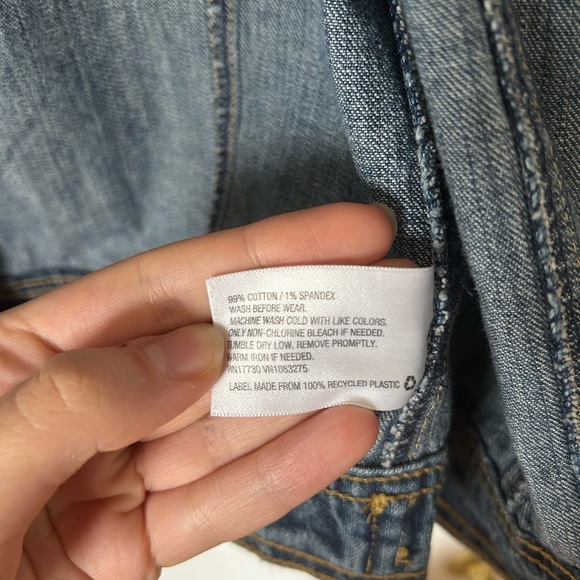 99% COTTON / 1% SPANDEX
WASH BEFORE WEAR.
MACHINE WASH COLD WITH LIKE COLORS.
ONLY NON-CHLORINE BLEACH IF NEEDED.
TUMBLE DRY LOW, REMOVE PROMPTLY.
WARM IRON IF NEEDED.
RN17730 VN1083275
LABEL MADE FROM 100% RECYCLED PLASTIC